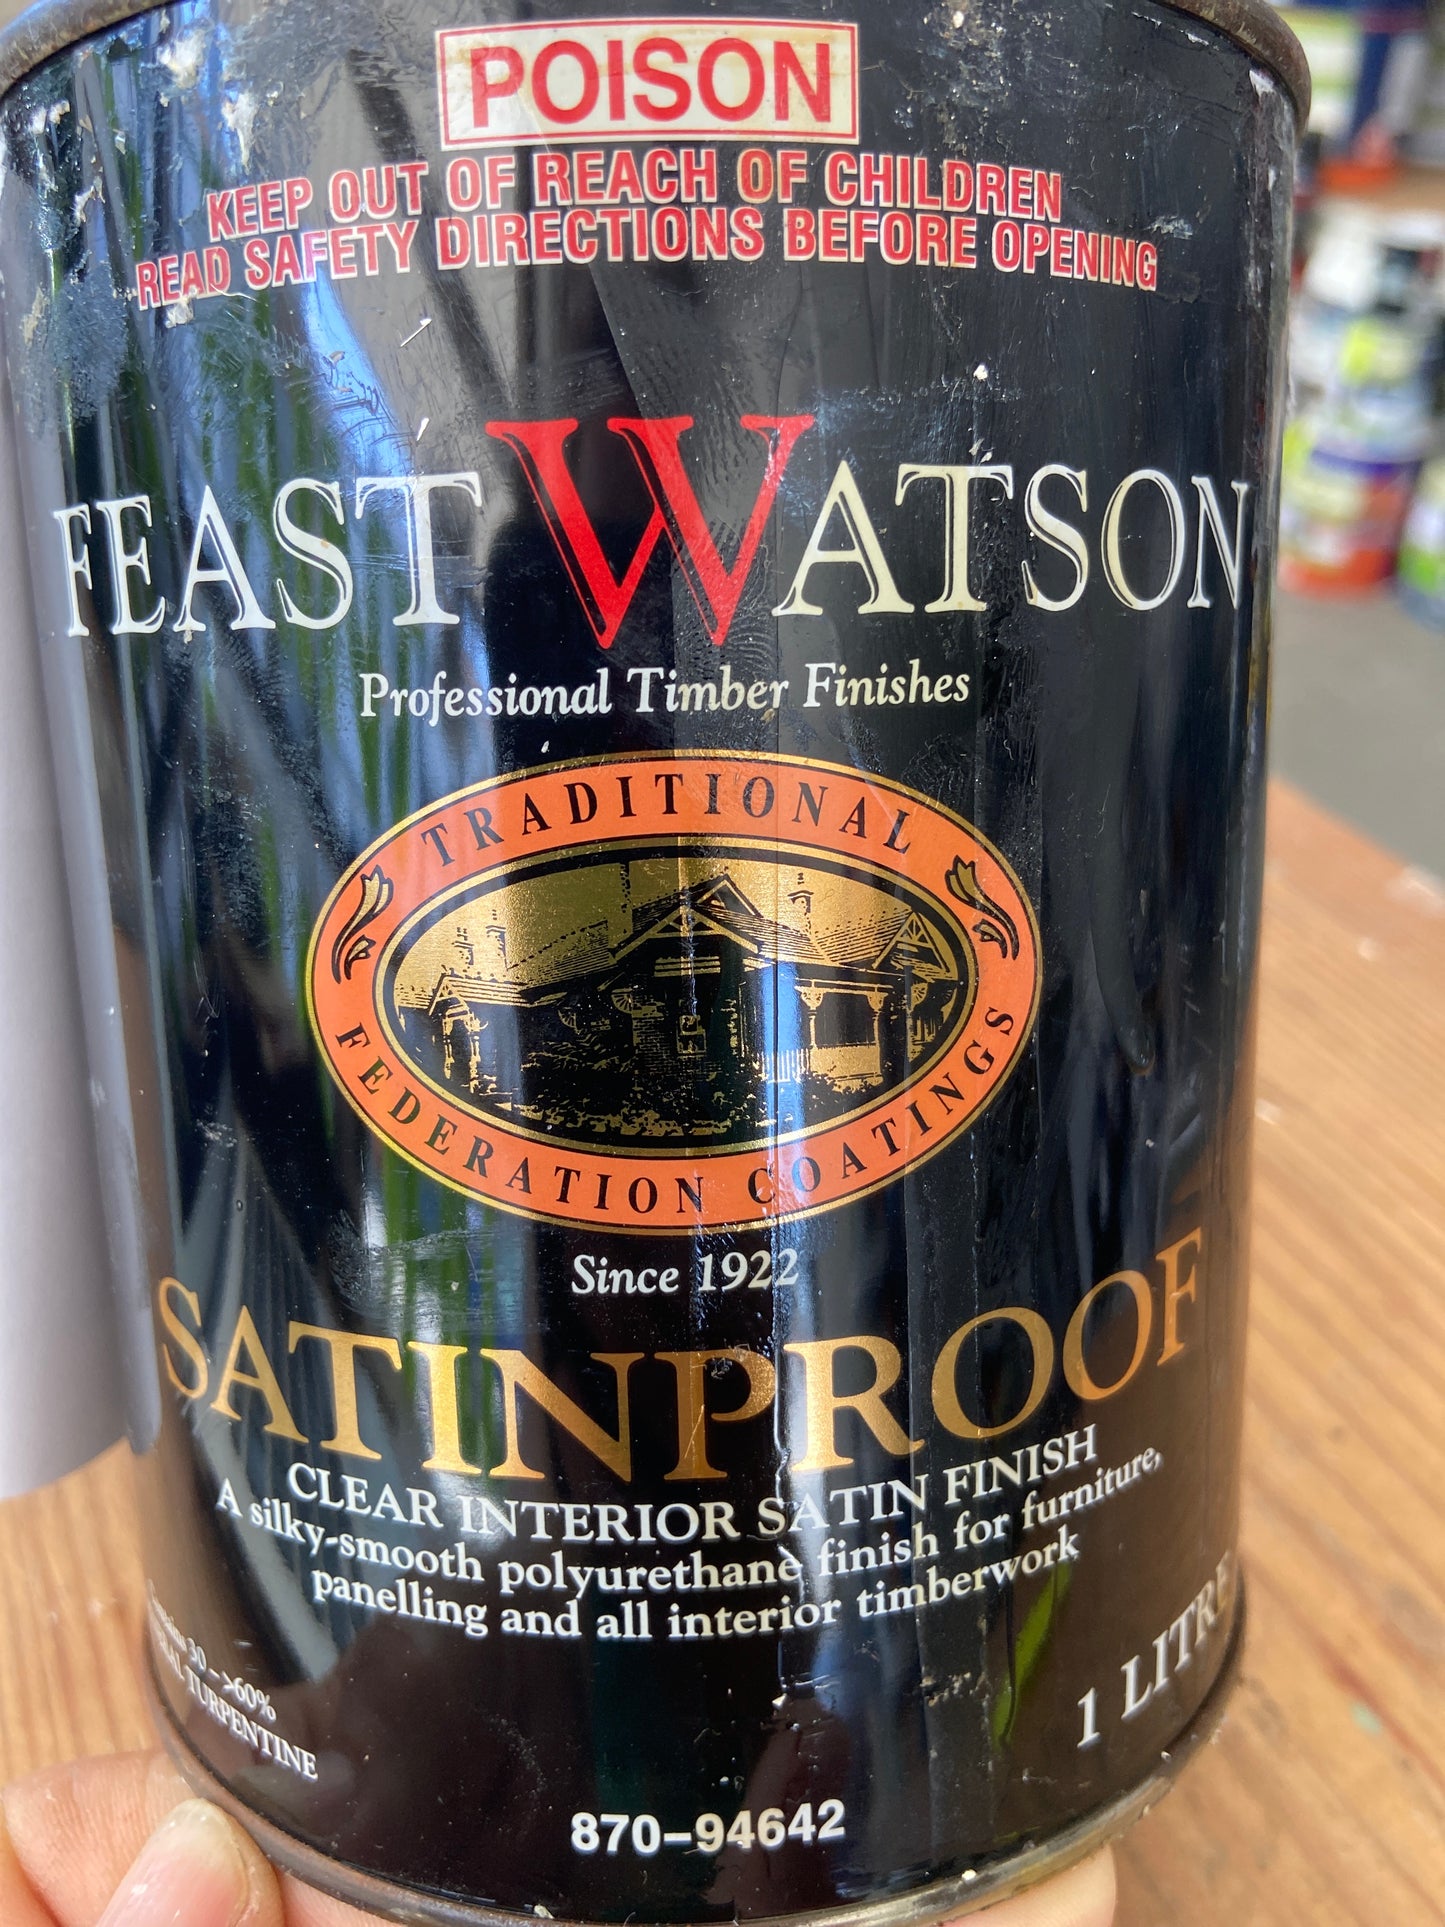 POISON
KEEP OUT OF REACH OF CHILDREN
READ SAFETY DIRECTIONS BEFORE OPENING
FEAST WATSON
Professional Timber Finishes
TRADITIONAL
FEDERATION COATINGS
Since 1922
SATINPROOF
CLEAR INTERIOR SATIN FINISH
A silky-smooth polyurethane finish for furniture,
panelling and all interior timberwork
30 - >60%
TURPENTINE
1 LITRE
870-94642